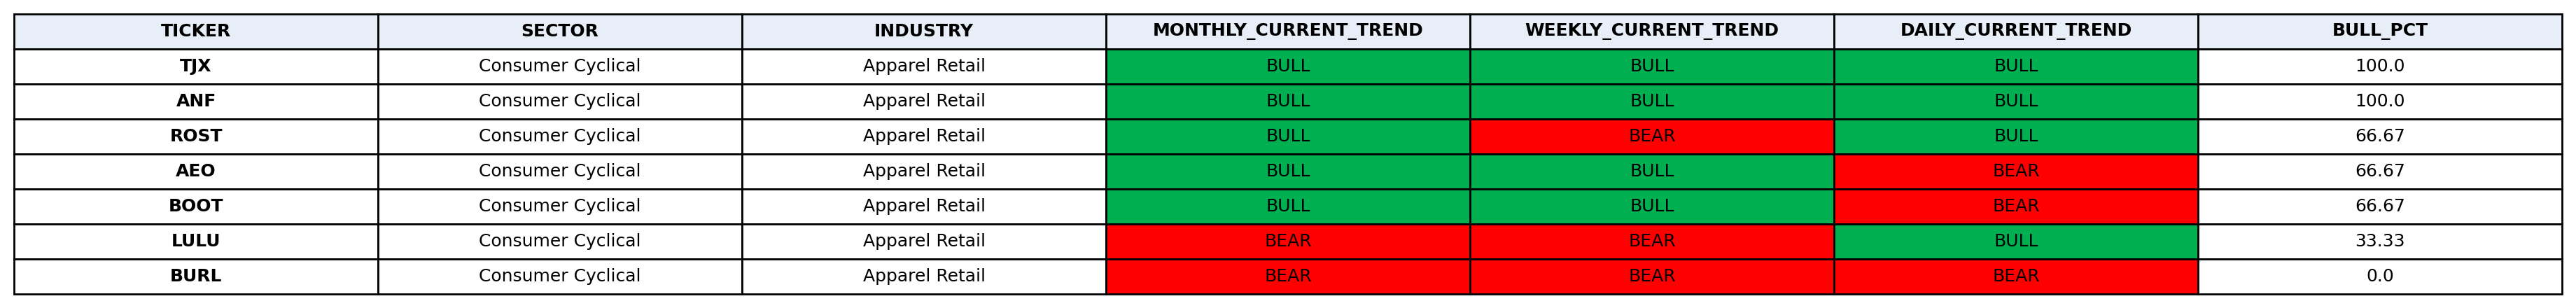 TICKER SECTOR INDUSTRY MONTHLY_CURRENT_TREND WEEKLY_CURRENT_TREND DAILY_CURRENT_TREND BULL_PCT
TJX Consumer Cyclical Apparel Retail BULL BULL BULL 100.0
ANF Consumer Cyclical Apparel Retail BULL BULL BULL 100.0
ROST Consumer Cyclical Apparel Retail BULL BEAR BULL 66.67
AEO Consumer Cyclical Apparel Retail BULL BULL BEAR 66.67
BOOT Consumer Cyclical Apparel Retail BULL BULL BEAR 66.67
LULU Consumer Cyclical Apparel Retail BEAR BEAR BULL 33.33
BURL Consumer Cyclical Apparel Retail BEAR BEAR BEAR 0.0